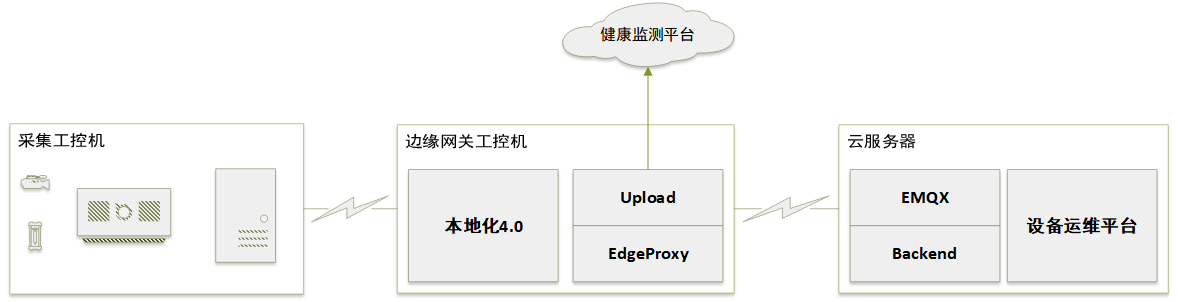 健康监测平台
采集工控机
边缘网关工控机
云服务器
本地化4.0
Upload
EdgeProxy
EMQX
Backend
设备运维平台